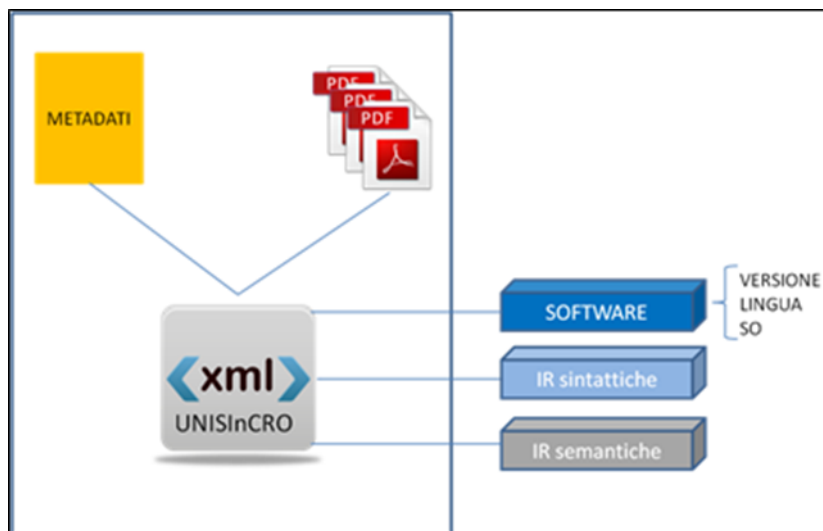 METADATI
PDF
PDF
PDF
<xml>
UNISInCRO
SOFTWARE
VERSIONE
LINGUA
SO
IR sintattiche
IR semantiche